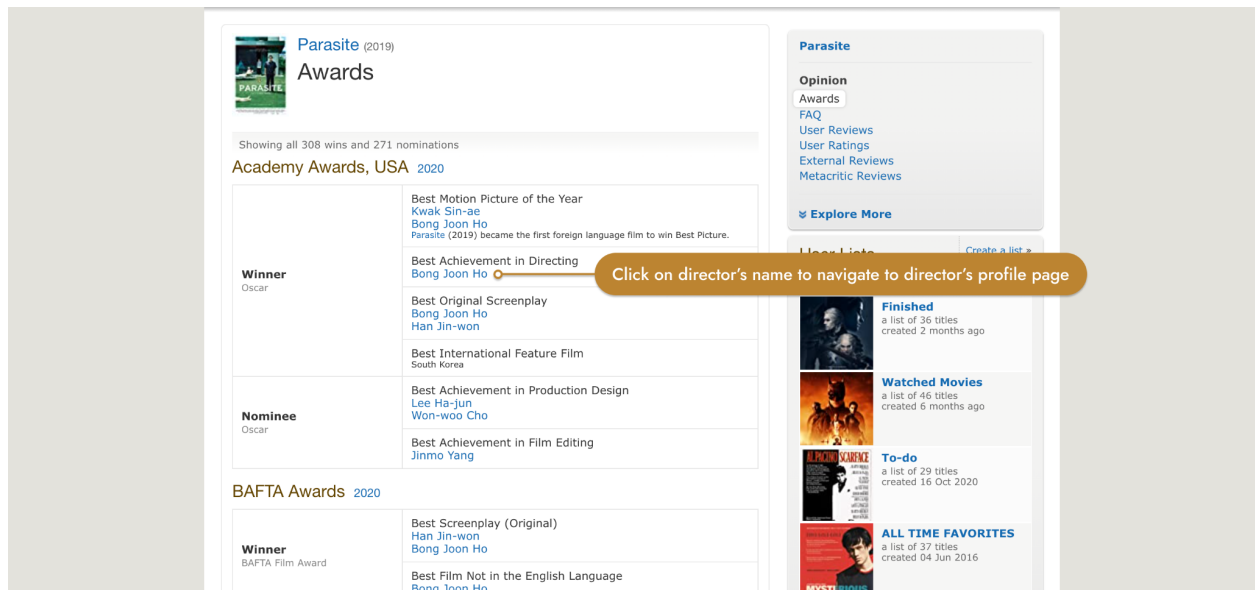 Parasite (2019)
Awards
PARASITE
Showing all 308 wins and 271 nominations
Academy Awards, USA 2020
Winner
Oscar
Best Motion Picture of the Year
Kwak Sin-ae
Bong Joon Ho
Parasite (2019) became the first foreign language film to win Best Picture.
Best Achievement in Directing
Bong Joon Ho
Click on director's name to navigate to director's profile page
Best Original Screenplay
Bong Joon Ho
Han Jin-won
Best International Feature Film
South Korea
Nominee
Oscar
Best Achievement in Production Design
Lee Ha-jun
Won-woo Cho
Best Achievement in Film Editing
Jinmo Yang
BAFTA Awards 2020
Winner
BAFTA Film Award
Best Screenplay (Original)
Han Jin-won
Bong Joon Ho
Best Film Not in the English Language
Bong Joon Ho
Parasite
Opinion
Awards
FAQ
User Reviews
User Ratings
External Reviews
Metacritic Reviews
Explore More
User Lists
Create a list »
Finished
a list of 36 titles
created 2 months ago
Watched Movies
a list of 46 titles
created 6 months ago
AL PACINO SCARFACE
To-do
a list of 29 titles
created 16 Oct 2020
ALL TIME FAVORITES
a list of 37 titles
created 04 Jun 2016
MYSTERIOUS